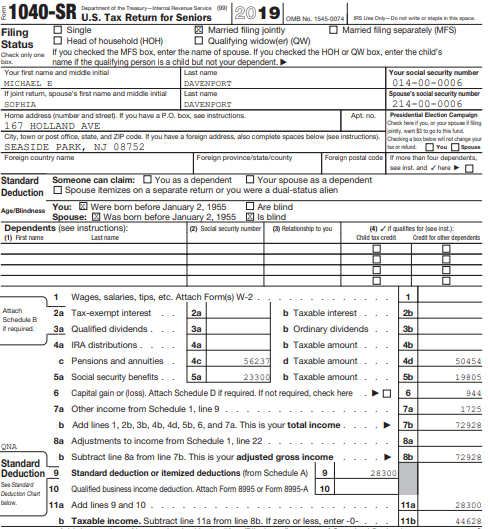 Form 1040-SR Department of the Treasury—Internal Revenue Service (99) U.S. Tax Return for Seniors 2019 OMB No. 1545-0074 IRS Use Only—Do not write or staple in this space.
Filing Status Check only one box.
Single ☒ Married filing jointly Married filing separately (MFS)
Head of household (HOH) Qualifying widow(er) (QW)
If you checked the MFS box, enter the name of spouse. If you checked the HOH or QW box, enter the child's
name if the qualifying person is a child but not your dependent. ▶
Your first name and middle initial Last name Your social security number
MICHAEL E DAVENPORT 014-00-0006
If joint return, spouse's first name and middle initial Last name Spouse's social security number
SOPHIA DAVENPORT 214-00-0006
Home address (number and street). If you have a P.O. box, see instructions. Apt. no.
167 HOLLAND AVE
City, town or post office, state, and ZIP code. If you have a foreign address, also complete spaces below (see instructions).
SEASIDE PARK, NJ 08752
Presidential Election Campaign
Check here if you, or your spouse if filing
jointly, want $3 to go to this fund.
Checking a box below will not change your
tax or refund. You Spouse
Foreign country name Foreign province/state/county Foreign postal code
If more than four dependents,
see inst. and ✓ here ▶
Standard Deduction
Someone can claim: You as a dependent Your spouse as a dependent
Spouse itemizes on a separate return or you were a dual-status alien
Age/Blindness
You: ☒ Were born before January 2, 1955 Are blind
Spouse: ☒ Was born before January 2, 1955 ☒ Is blind
Dependents (see instructions): (2) Social security number (3) Relationship to you (4) ✓ if qualifies for (see inst.):
(1) First name Last name Child tax credit Credit for other dependents
1 Wages, salaries, tips, etc. Attach Form(s) W-2 1
Attach Schedule B if required.
2a Tax-exempt interest 2a b Taxable interest 2b
3a Qualified dividends 3a b Ordinary dividends 3b
4a IRA distributions 4a b Taxable amount 4b
c Pensions and annuities 4c 56237 d Taxable amount 4d 50454
5a Social security benefits 5a 23300 b Taxable amount 5b 19805
6 Capital gain or (loss). Attach Schedule D if required. If not required, check here ▶ 6 944
7a Other income from Schedule 1, line 9 7a 1725
b Add lines 1, 2b, 3b, 4b, 4d, 5b, 6, and 7a. This is your total income ▶ 7b 72928
8a Adjustments to income from Schedule 1, line 22 8a
b Subtract line 8a from line 7b. This is your adjusted gross income ▶ 8b 72928
QNA
Standard Deduction
See Standard Deduction Chart below.
9 Standard deduction or itemized deductions (from Schedule A) 9 28300
10 Qualified business income deduction. Attach Form 8995 or Form 8995-A 10
11a Add lines 9 and 10 11a 28300
b Taxable income. Subtract line 11a from line 8b. If zero or less, enter -0- 11b 44628